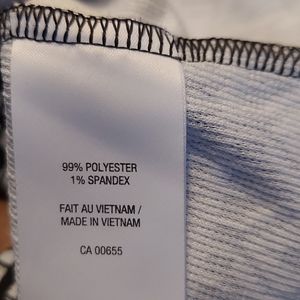 99% POLYESTER
1% SPANDEX
FAIT AU VIETNAM /
MADE IN VIETNAM
CA 00655